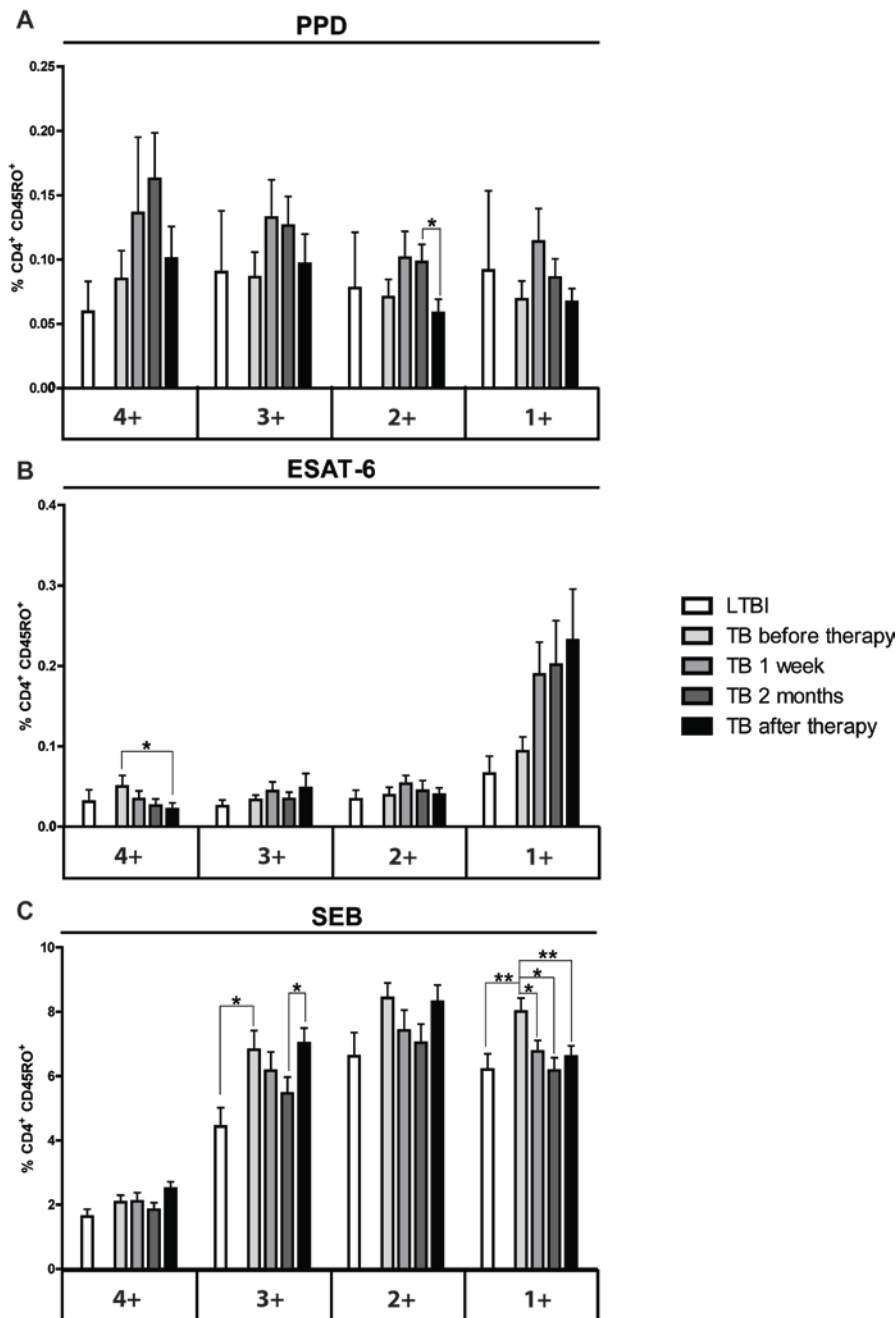 A
PPD
% CD4+ CD45RO+
0.25
0.20
0.15
0.10
0.05
0.00
*
4+ 3+ 2+ 1+
B
ESAT-6
% CD4+ CD45RO+
0.4
0.3
0.2
0.1
0.0
*
4+ 3+ 2+ 1+
LTBI
TB before therapy
TB 1 week
TB 2 months
TB after therapy
C
SEB
% CD4+ CD45RO+
10
8
6
4
2
0
* * ** * * **
4+ 3+ 2+ 1+